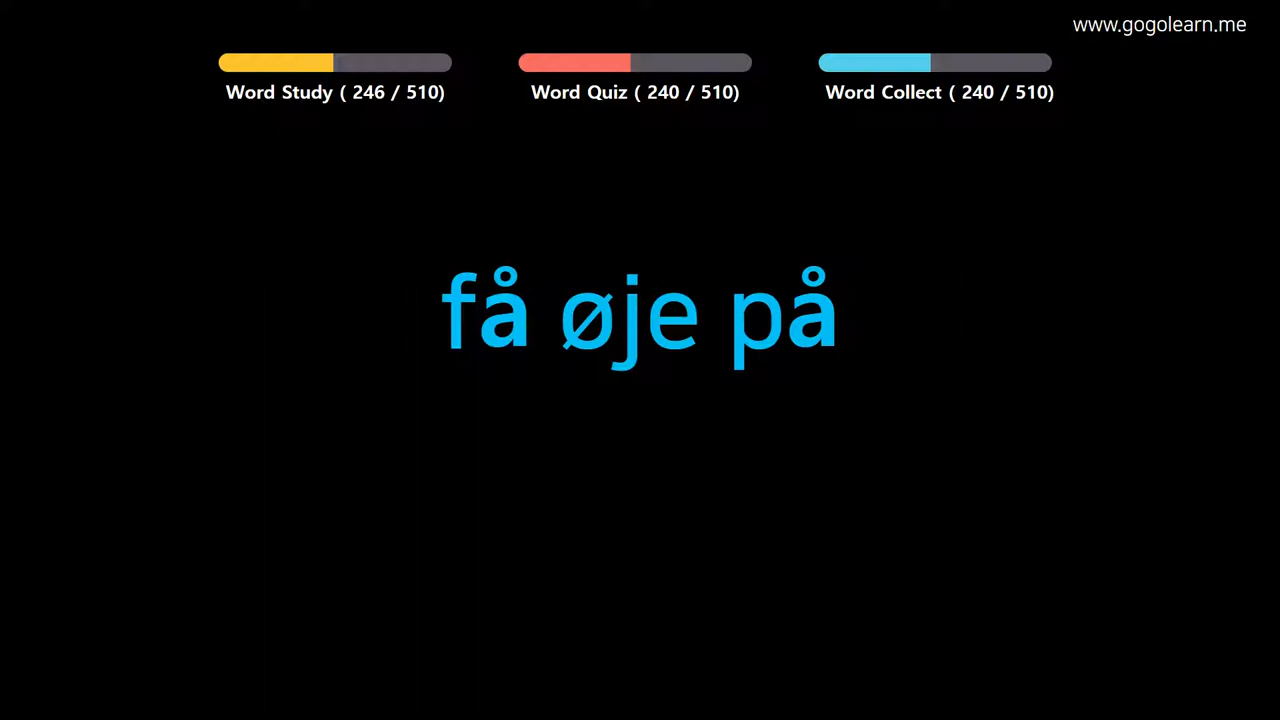 www.gogolearn.me
Word Study ( 246 / 510)
Word Quiz ( 240 / 510)
Word Collect ( 240 / 510)
få øje på